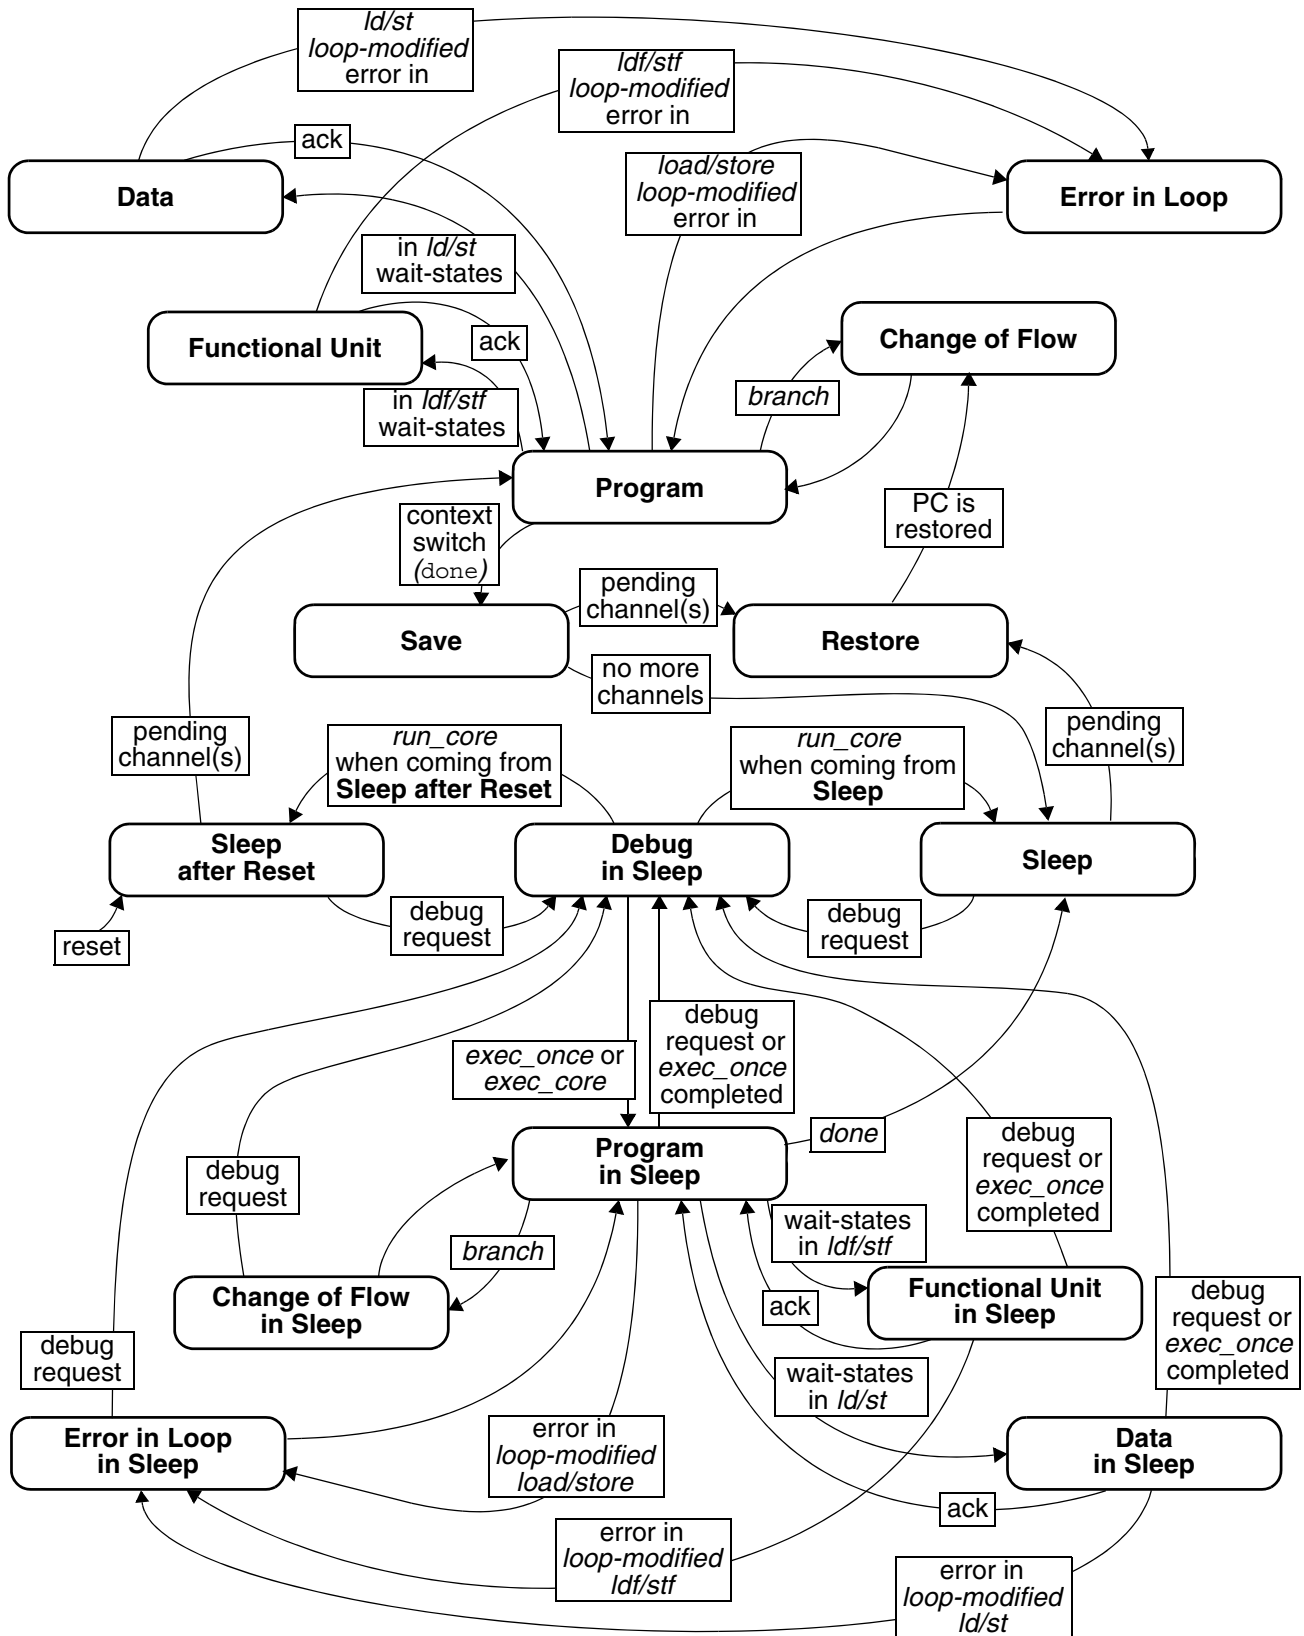 ld/st
loop-modified
error in
ldf/stf
loop-modified
error in
ack
load/store
loop-modified
error in
Data
Error in Loop
in ld/st
wait-states
Functional Unit
ack
Change of Flow
in ldf/stf
wait-states
branch
Program
context
switch
(done)
PC is
restored
pending
channel(s)
Save
Restore
no more
channels
pending
channel(s)
run_core
when coming from
Sleep after Reset
run_core
when coming from
Sleep
pending
channel(s)
Sleep
after Reset
Debug
in Sleep
Sleep
reset
debug
request
debug
request
exec_once or
exec_core
debug
request or
exec_once
completed
done
debug
request or
exec_once
completed
Program
in Sleep
debug
request
branch
wait-states
in ldf/stf
Change of Flow
in Sleep
ack
Functional Unit
in Sleep
debug
request or
exec_once
completed
debug
request
wait-states
in ld/st
Error in Loop
in Sleep
error in
loop-modified
load/store
Data
in Sleep
ack
error in
loop-modified
ldf/stf
error in
loop-modified
ld/st